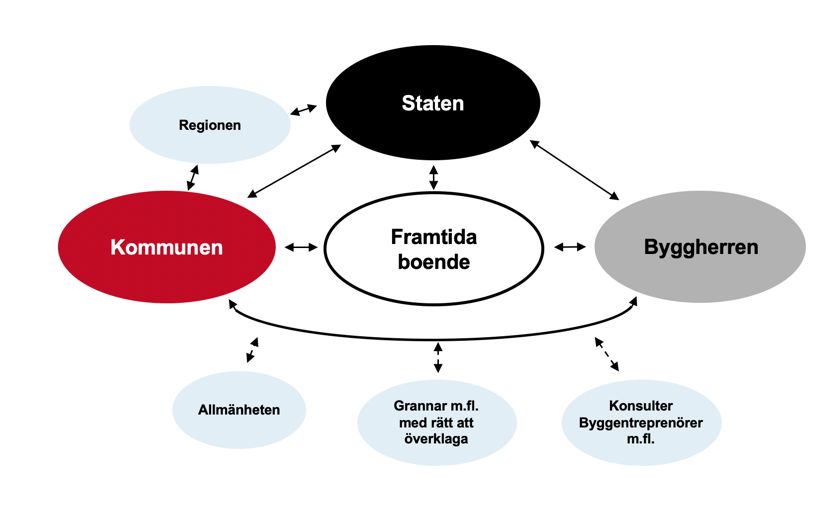 Staten
Regionen
Kommunen
Framtida
boende
Byggherren
Allmänheten
Grannar m.fl.
med rätt att
överklaga
Konsulter
Byggentreprenörer
m.fl.